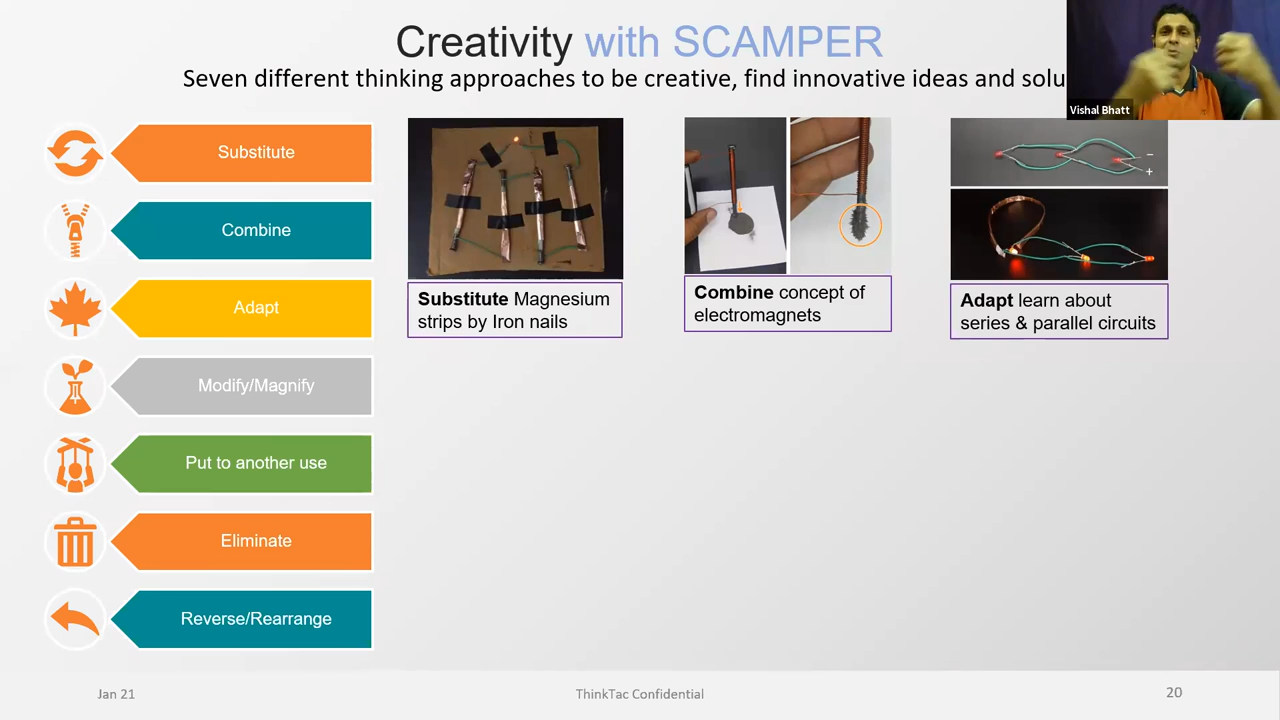 Creativity with SCAMPER
Seven different thinking approaches to be creative, find innovative ideas and solu
Vishal Bhatt
Substitute
Combine
Adapt
Modify/Magnify
Put to another use
Eliminate
Reverse/Rearrange
Substitute Magnesium
strips by Iron nails
Combine concept of
electromagnets
−
+
Adapt learn about
series & parallel circuits
Jan 21
ThinkTac Confidential
20